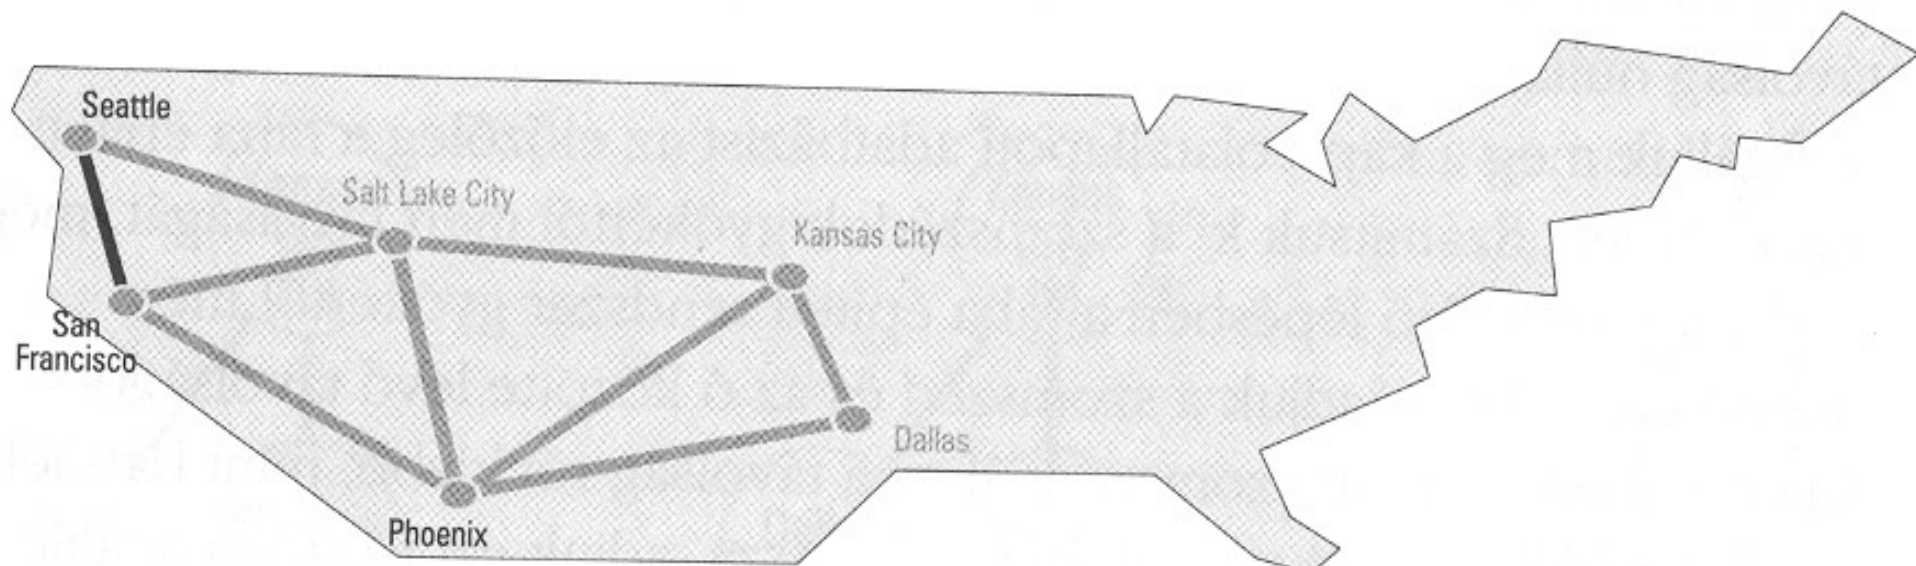 Seattle
Salt Lake City
Kansas City
San
Francisco
Dallas
Phoenix